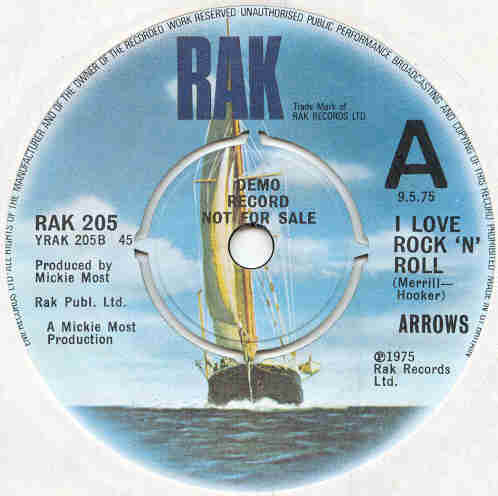 THE MANUFACTURER AND OF THE OWNER OF THE RECORDED WORK RESERVED UNAUTHORISED PUBLIC PERFORMANCE BROADCASTING AND COPYING OF THIS RECORD PROHIBITED MADE IN GT. BRITAIN
EMI RECORDS LTD ALL RIGHTS OF
RAK
Trade Mark of
RAK RECORDS LTD
A
9.5.75
DEMO
RECORD
NOT FOR SALE
RAK 205
YRAK 205B 45
Produced by
Mickie Most
Rak Publ. Ltd.
A Mickie Most
Production
I LOVE
ROCK 'N'
ROLL
(Merrill—
Hooker)
ARROWS
℗1975
Rak Records
Ltd.